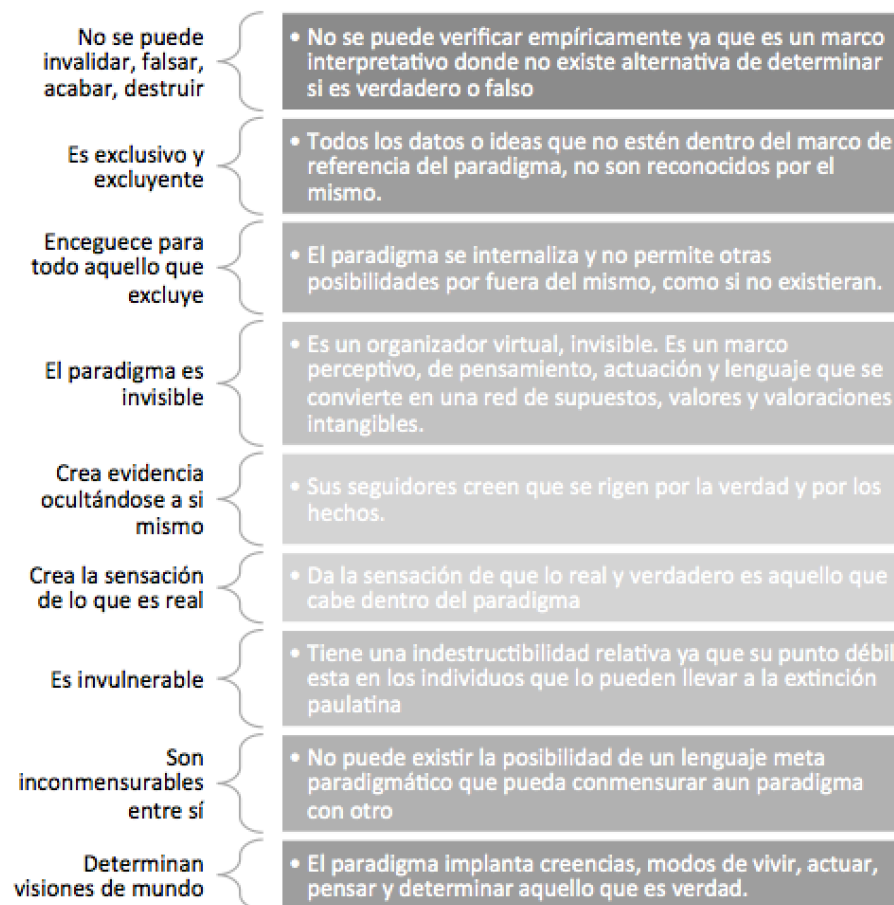 No se puede
invalidar, falsar,
acabar, destruir
• No se puede verificar empíricamente ya que es un marco
interpretativo donde no existe alternativa de determinar
si es verdadero o falso
Es exclusivo y
excluyente
• Todos los datos o ideas que no estén dentro del marco de
referencia del paradigma, no son reconocidos por el
mismo.
Enceguece para
todo aquello que
excluye
• El paradigma se internaliza y no permite otras
posibilidades por fuera del mismo, como si no existieran.
El paradigma es
invisible
• Es un organizador virtual, invisible. Es un marco
perceptivo, de pensamiento, actuación y lenguaje que se
convierte en una red de supuestos, valores y valoraciones
intangibles.
Crea evidencia
ocultándose a si
mismo
• Sus seguidores creen que se rigen por la verdad y por los
hechos.
Crea la sensación
de lo que es real
• Da la sensación de que lo real y verdadero es aquello que
cabe dentro del paradigma
Es invulnerable
• Tiene una indestructibilidad relativa ya que su punto débil
esta en los individuos que lo pueden llevar a la extinción
paulatina
Son
inconmensurables
entre sí
• No puede existir la posibilidad de un lenguaje meta
paradigmático que pueda conmensurar aun paradigma
con otro
Determinan
visiones de mundo
• El paradigma implanta creencias, modos de vivir, actuar,
pensar y determinar aquello que es verdad.